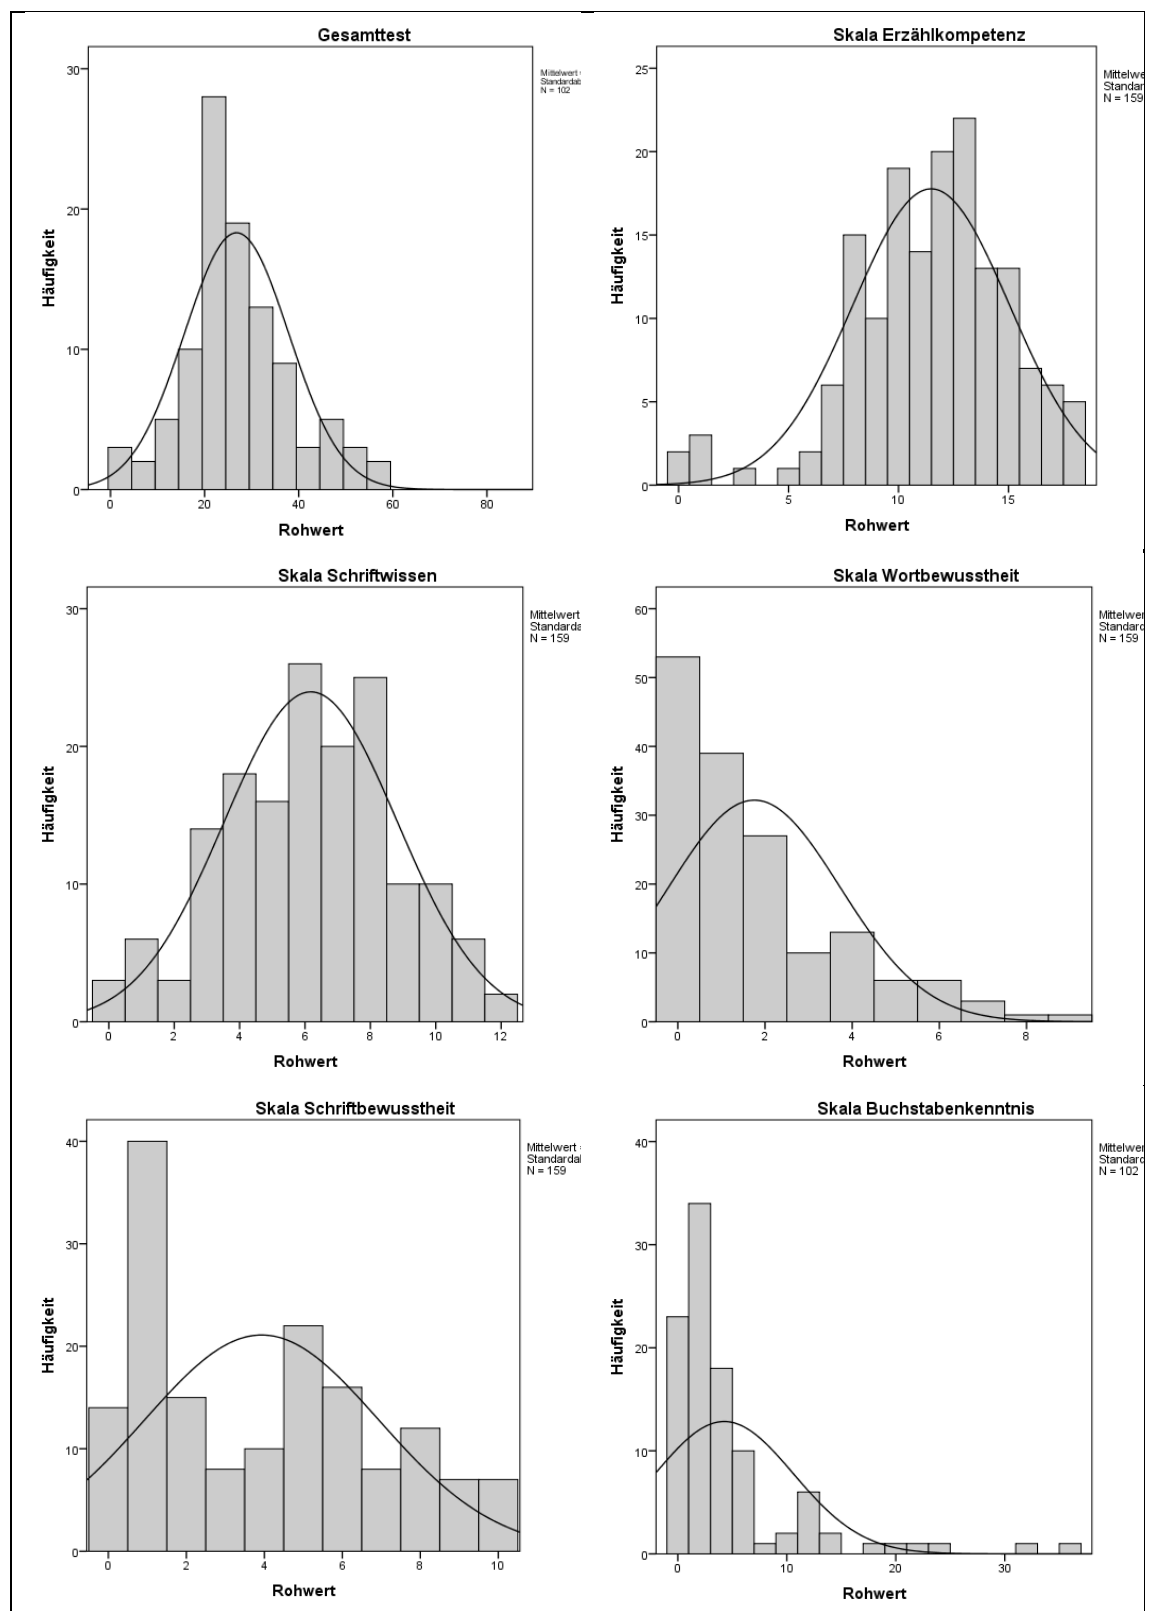 Gesamttest
30
20
10
0
Häufigkeit
0 20 40 60 80
Rohwert
Mittelwert
Standardab
N = 102
Skala Erzählkompetenz
25
20
15
10
5
0
Häufigkeit
0 5 10 15
Rohwert
Mittelwe
Standar
N = 159
Skala Schriftwissen
30
20
10
0
Häufigkeit
0 2 4 6 8 10 12
Rohwert
Mittelwert
Standarda
N = 159
Skala Wortbewusstheit
60
50
40
30
20
10
0
Häufigkeit
0 2 4 6 8
Rohwert
Mittelwer
Standard
N = 159
Skala Schriftbewusstheit
40
30
20
10
0
Häufigkeit
0 2 4 6 8 10
Rohwert
Mittelwert
Standardal
N = 159
Skala Buchstabenkenntnis
40
30
20
10
0
Häufigkeit
0 10 20 30
Rohwert
Mittelwer
Standard
N = 102